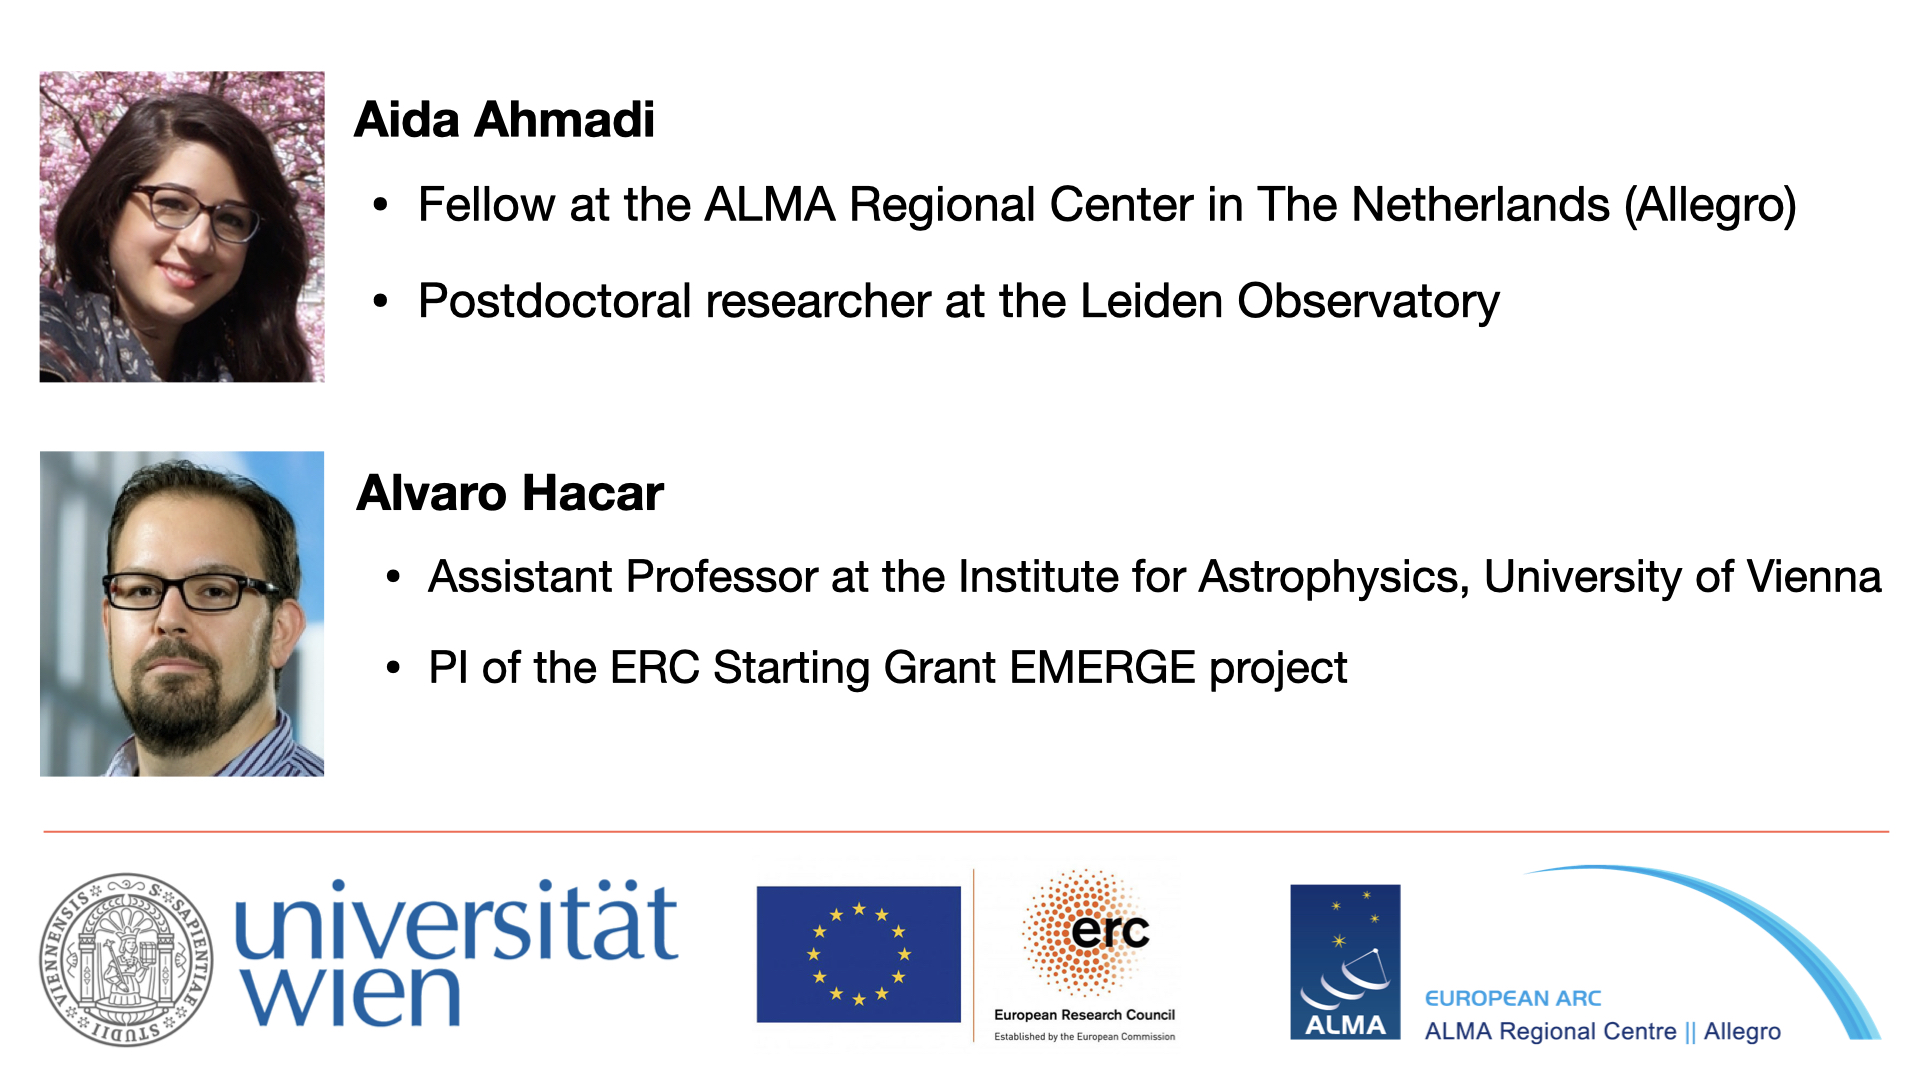 Aida Ahmadi
• Fellow at the ALMA Regional Center in The Netherlands (Allegro)
• Postdoctoral researcher at the Leiden Observatory
Alvaro Hacar
• Assistant Professor at the Institute for Astrophysics, University of Vienna
• PI of the ERC Starting Grant EMERGE project
STUDII VIENNENSIS SAPIENTIAE
universität
wien
erc
European Research Council
Established by the European Commission
ALMA
EUROPEAN ARC
ALMA Regional Centre || Allegro